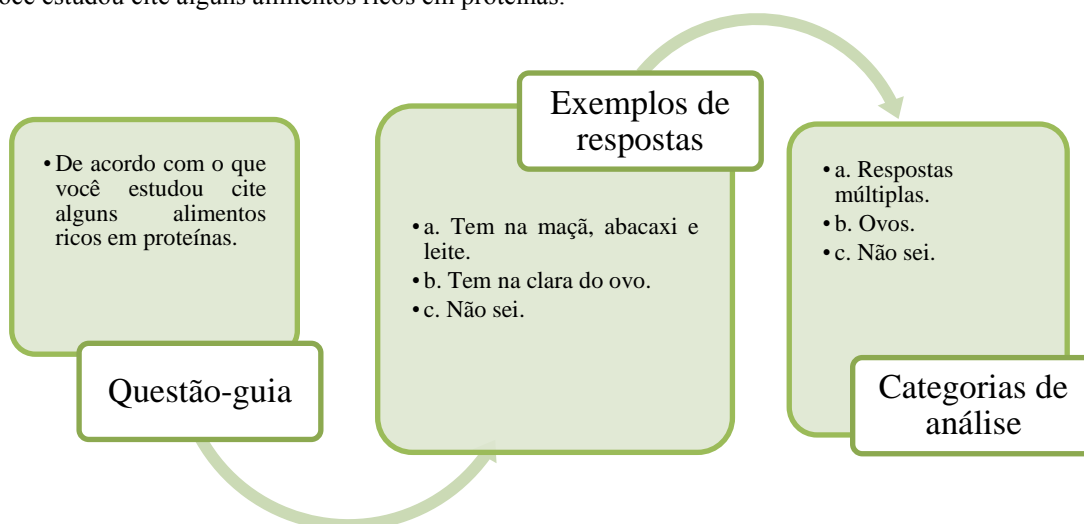 você estudou cite alguns alimentos ricos em proteínas.
• De acordo com o que
você estudou cite
alguns alimentos
ricos em proteínas.
Questão-guia
Exemplos de
respostas
• a. Tem na maçã, abacaxi e
leite.
• b. Tem na clara do ovo.
• c. Não sei.
• a. Respostas
múltiplas.
• b. Ovos.
• c. Não sei.
Categorias de
análise